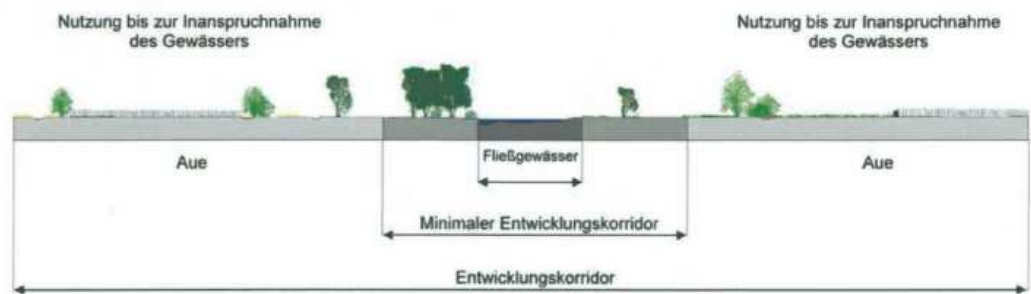 Nutzung bis zur Inanspruchnahme
des Gewässers
Nutzung bis zur Inanspruchnahme
des Gewässers
Aue
Fließgewässer
Aue
Minimaler Entwicklungskorridor
Entwicklungskorridor